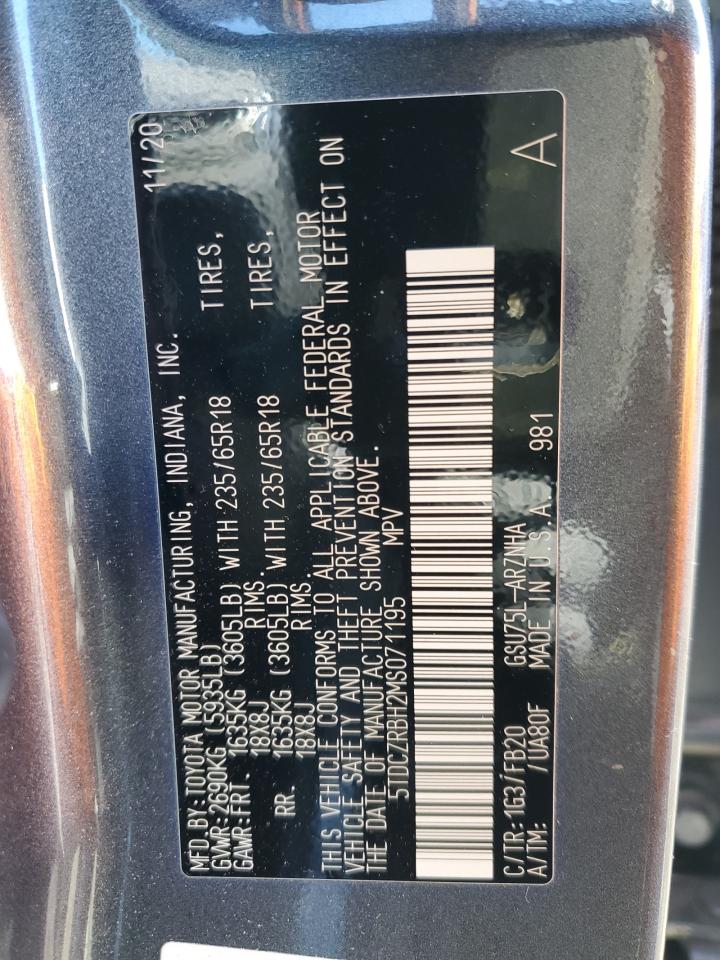 MFD BY:TOYOTA MOTOR MANUFACTURING, INDIANA, INC. 11/20
GVWR:2690KG (5935LB)
GAWR:FRT. 1635KG (3605LB) WITH 235/65R18 TIRES,
18X8J RIMS
RR. 1635KG (3605LB) WITH 235/65R18 TIRES,
18X8J RIMS
THIS VEHICLE CONFORMS TO ALL APPLICABLE FEDERAL MOTOR
VEHICLE SAFETY AND THEFT PREVENTION STANDARDS IN EFFECT ON
THE DATE OF MANUFACTURE SHOWN ABOVE.
5TDCZRBH2MS071195 MPV
C/TR:1G3/FB20 GSU75L-ARZNHA A
A/TM: /UA80F MADE IN U.S.A. 981